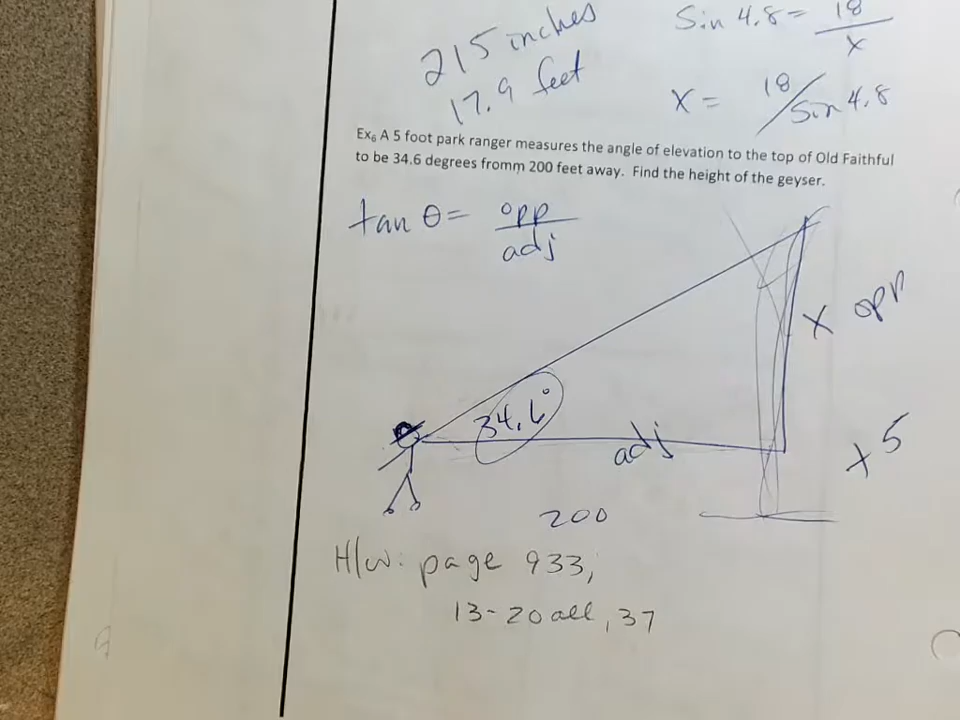 215 inches
17.9 feet
Sin 4.8 = 18/x
x = 18/Sin 4.8
Ex6 A 5 foot park ranger measures the angle of elevation to the top of Old Faithful
to be 34.6 degrees fromm 200 feet away. Find the height of the geyser.
tan θ = opp/adj
x opp
34.6°
adj
+5
200
H/w: page 933,
13-20 all, 37